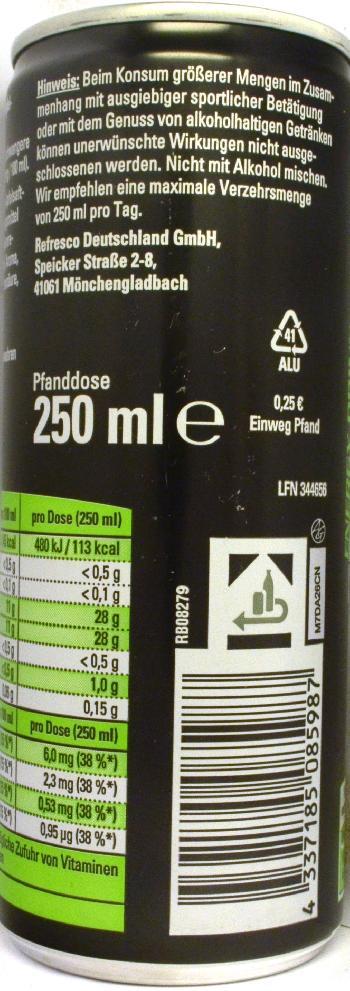 Hinweis: Beim Konsum größerer Mengen im Zusam-
menhang mit ausgiebiger sportlicher Betätigung
oder mit dem Genuss von alkoholhaltigen Getränken
können unerwünschte Wirkungen nicht ausge-
schlossen werden. Nicht mit Alkohol mischen.
Wir empfehlen eine maximale Verzehrsmenge
von 250 ml pro Tag.
Refresco Deutschland GmbH,
Speicker Straße 2-8,
41061 Mönchengladbach
41
ALU
Pfanddose
250 ml e
0,25 €
Einweg Pfand
LFN 344656
pro Dose (250 ml)
480 kJ / 113 kcal
<0,5 g
<0,1 g
28 g
28 g
<0,5 g
1,0 g
0,15 g
pro Dose (250 ml)
6,0 mg (38 %*)
2,3 mg (38 %*)
0,53 mg (38 %*)
0,95 µg (38 %*)
Zufuhr von Vitaminen
RB08279
M7DA26CN
4 337185 085987